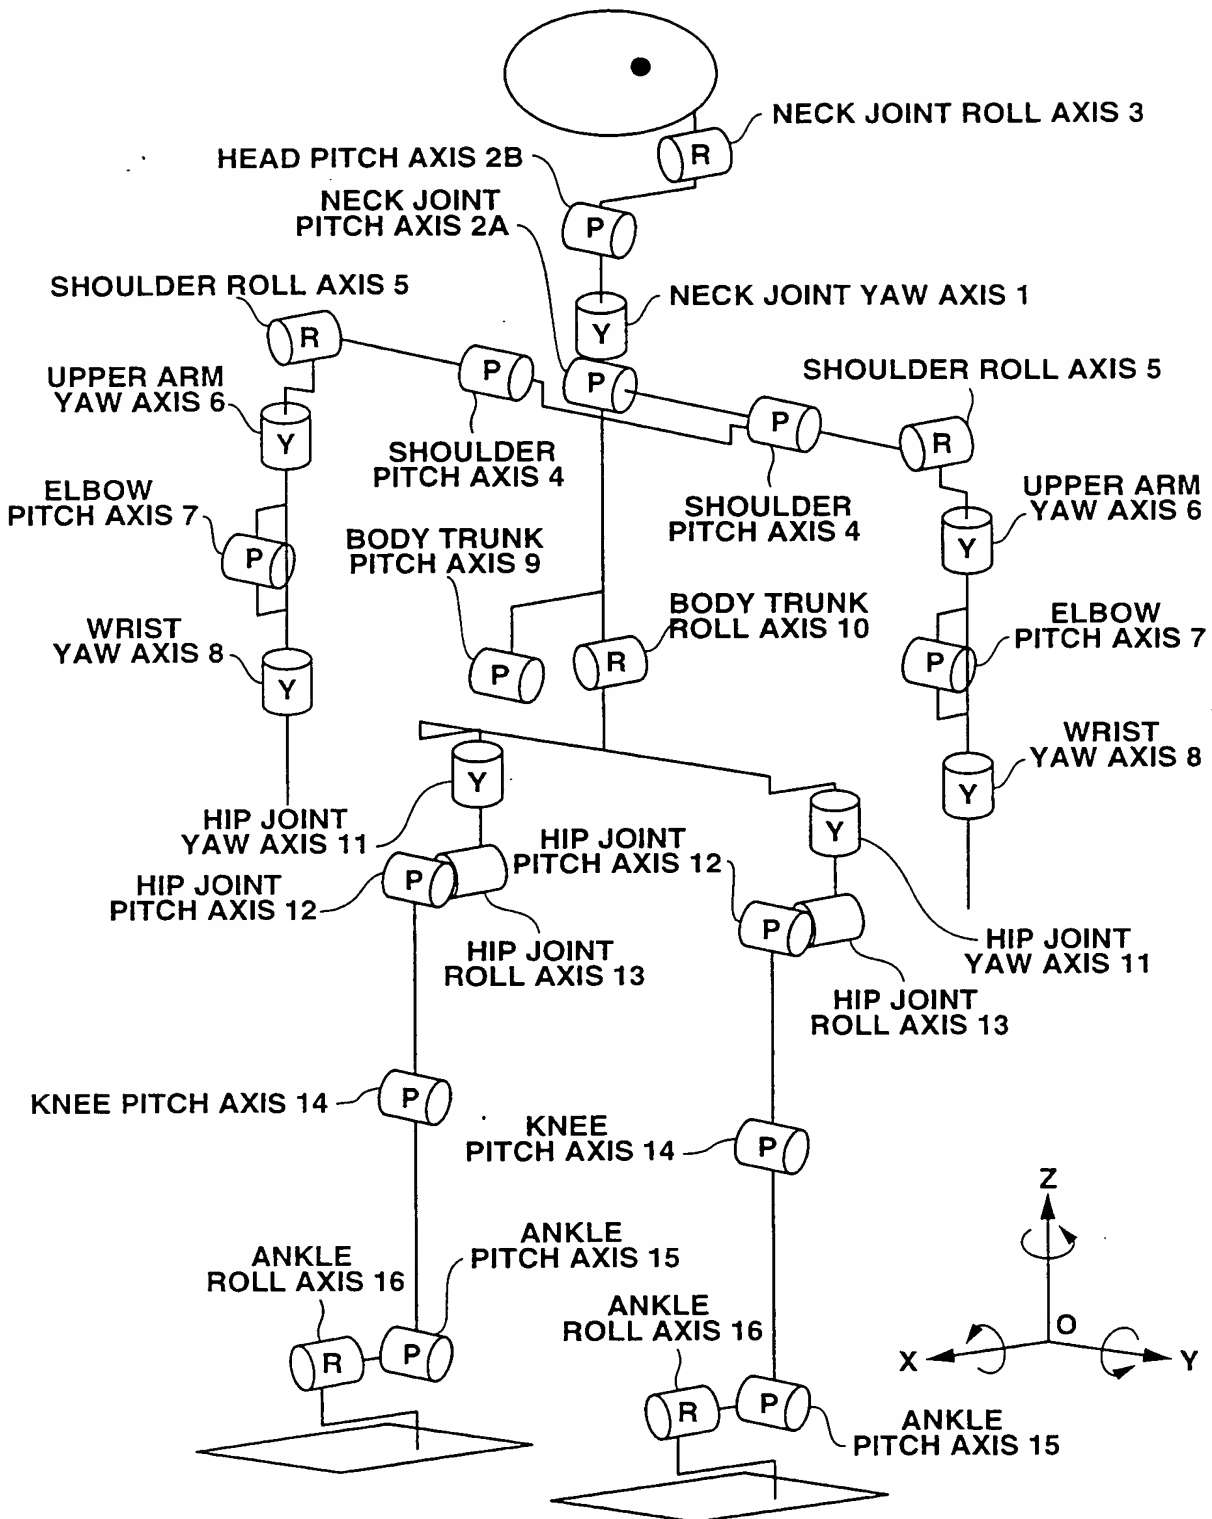 NECK JOINT ROLL AXIS 3
R
HEAD PITCH AXIS 2B
NECK JOINT
PITCH AXIS 2A
P
SHOULDER ROLL AXIS 5
NECK JOINT YAW AXIS 1
Y
R
P
P
SHOULDER ROLL AXIS 5
UPPER ARM
YAW AXIS 6
Y
P
R
SHOULDER
PITCH AXIS 4
SHOULDER
PITCH AXIS 4
UPPER ARM
YAW AXIS 6
ELBOW
PITCH AXIS 7
P
BODY TRUNK
PITCH AXIS 9
Y
BODY TRUNK
ROLL AXIS 10
ELBOW
PITCH AXIS 7
WRIST
YAW AXIS 8
Y
P
R
P
WRIST
YAW AXIS 8
Y
Y
HIP JOINT
YAW AXIS 11
Y
HIP JOINT
PITCH AXIS 12
HIP JOINT
PITCH AXIS 12
P
P
HIP JOINT
ROLL AXIS 13
HIP JOINT
YAW AXIS 11
HIP JOINT
ROLL AXIS 13
KNEE PITCH AXIS 14
P
KNEE
PITCH AXIS 14
P
Z
ANKLE
ROLL AXIS 16
ANKLE
PITCH AXIS 15
ANKLE
ROLL AXIS 16
O
X
Y
R
P
R
P
ANKLE
PITCH AXIS 15